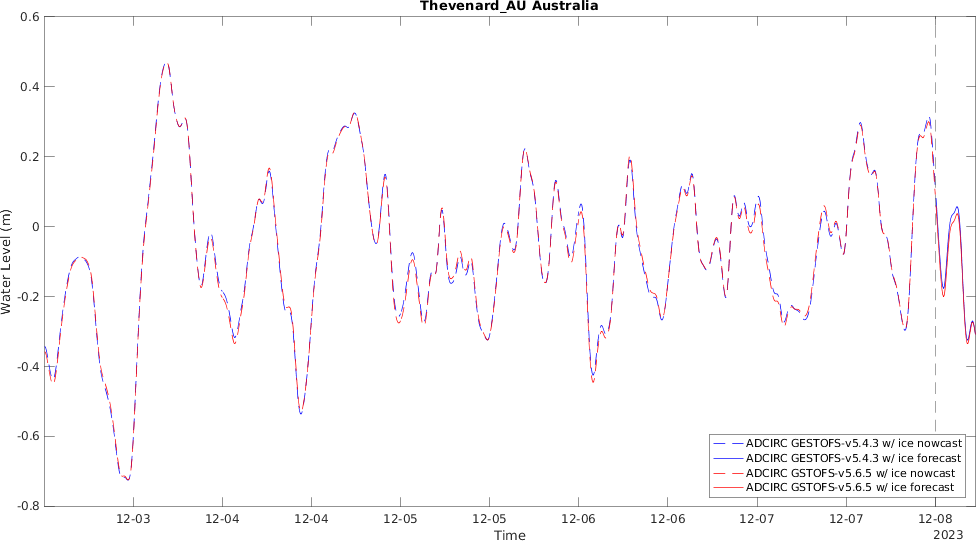 Thevenard_AU Australia
0.6
0.4
0.2
0
-0.2
-0.4
-0.6
-0.8
Water Level (m)
ADCIRC GESTOFS-v5.4.3 w/ ice nowcast
ADCIRC GESTOFS-v5.4.3 w/ ice forecast
ADCIRC GSTOFS-v5.6.5 w/ ice nowcast
ADCIRC GSTOFS-v5.6.5 w/ ice forecast
12-03 12-04 12-04 12-05 12-05 12-06 12-06 12-07 12-07 12-08
Time 2023